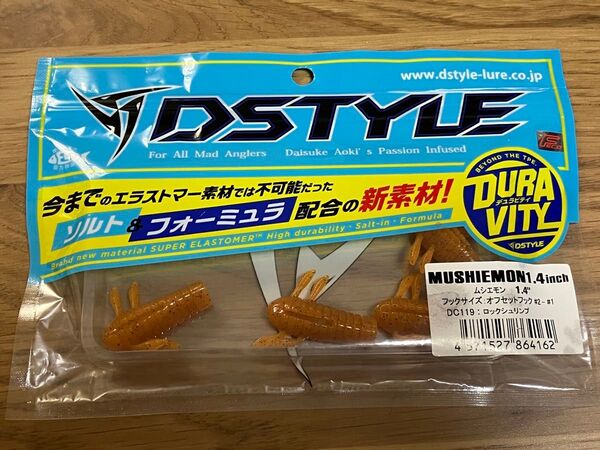 www.dstyle-lure.co.jp
DSTYLE
For All Mad Anglers Daisuke Aoki's Passion Infused
今までのエラストマー素材では不可能だった
ソルト&フォーミュラ配合の新素材!
Brand new material SUPER ELASTOMER™ High durability・Salt-in・Formula
BEYOND THE TPE.
DURA
デュラビティ
VITY
DSTYLE
MUSHIEMON1.4inch
ムシエモン 1.4"
フックサイズ:オフセットフック #2~#1
DC119:ロックシュリンプ
4 571527 864162